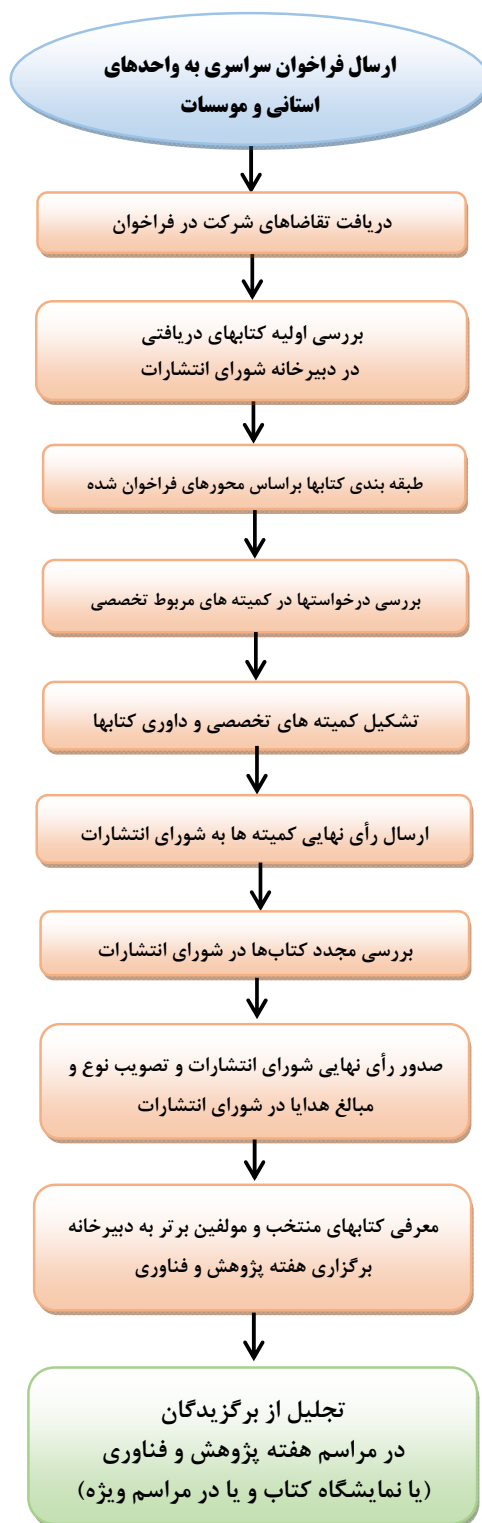 ارسال فراخوان سراسری به واحدهای
استانی و موسسات
دریافت تقاضاهای شرکت در فراخوان
بررسی اولیه کتابهای دریافتی
در دبیرخانه شورای انتشارات
طبقه بندی کتابها براساس محورهای فراخوان شده
بررسی درخواستها در کمیته های مربوط تخصصی
تشکیل کمیته های تخصصی و داوری کتابها
ارسال رأی نهایی کمیته ها به شورای انتشارات
بررسی مجدد کتاب‌ها در شورای انتشارات
صدور رأی نهایی شورای انتشارات و تصویب نوع و
مبالغ هدایا در شورای انتشارات
معرفی کتابهای منتخب و مولفین برتر به دبیرخانه
برگزاری هفته پژوهش و فناوری
تجلیل از برگزیدگان
در مراسم هفته پژوهش و فناوری
(یا نمایشگاه کتاب و یا در مراسم ویژه)